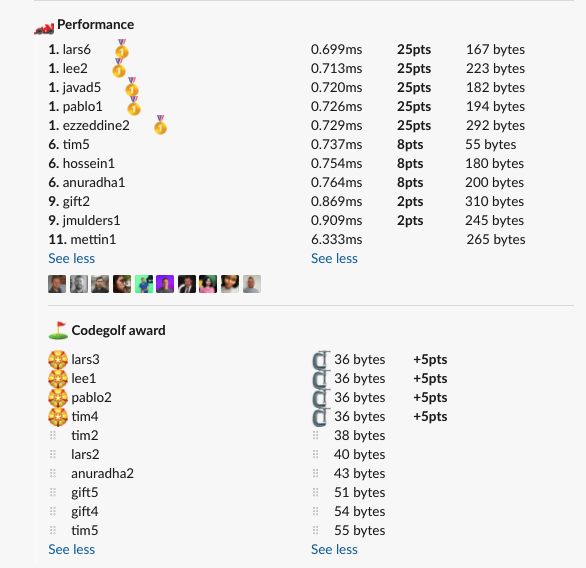 Performance
1. lars6 0.699ms 25pts 167 bytes
1. lee2 0.713ms 25pts 223 bytes
1. javad5 0.720ms 25pts 182 bytes
1. pablo1 0.726ms 25pts 194 bytes
1. ezzeddine2 0.729ms 25pts 292 bytes
6. tim5 0.737ms 8pts 55 bytes
6. hossein1 0.754ms 8pts 180 bytes
6. anuradha1 0.764ms 8pts 200 bytes
9. gift2 0.869ms 2pts 310 bytes
9. jmulders1 0.909ms 2pts 245 bytes
11. mettin1 6.333ms 265 bytes
See less See less
Codegolf award
lars3 36 bytes +5pts
lee1 36 bytes +5pts
pablo2 36 bytes +5pts
tim4 36 bytes +5pts
tim2 38 bytes
lars2 40 bytes
anuradha2 43 bytes
gift5 51 bytes
gift4 54 bytes
tim5 55 bytes
See less See less